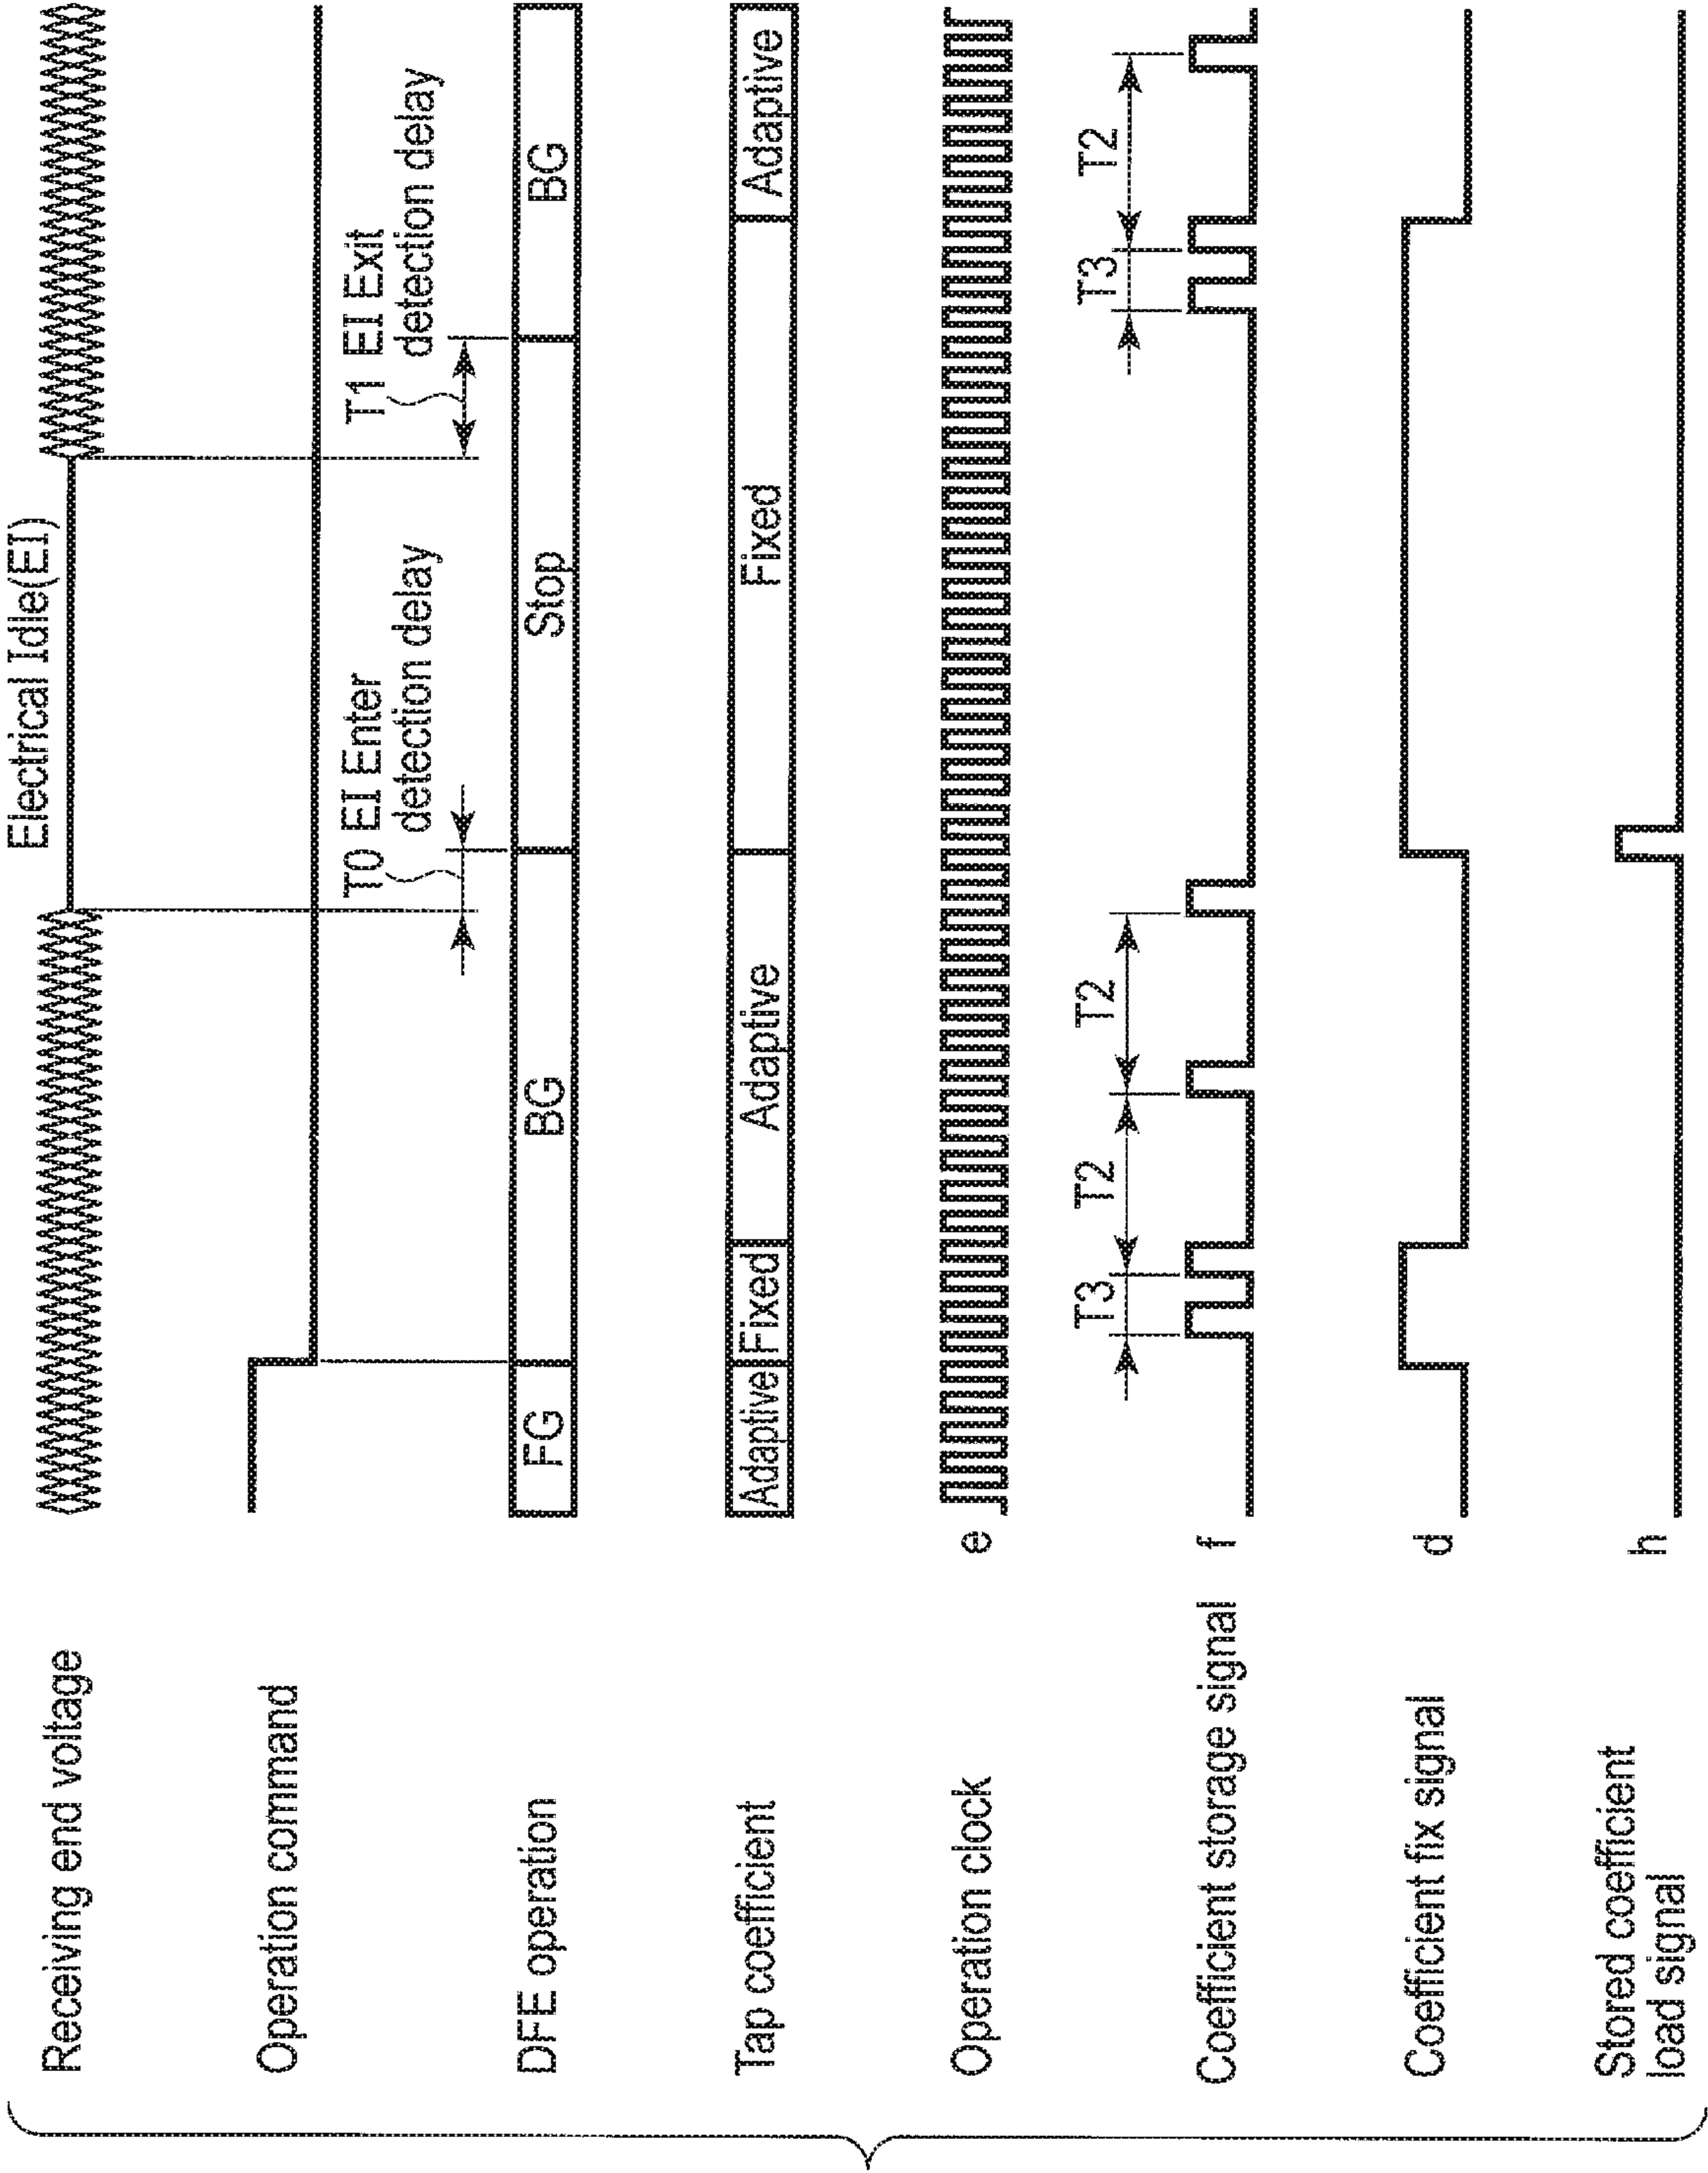 Electrical Idle(EI)
Receiving end voltage
Operation command
T0 EI Enter
detection delay
T1 EI Exit
detection delay
DFE operation
FG
BG
Stop
BG
Tap coefficient
Adaptive
Fixed
Adaptive
Fixed
Adaptive
Operation clock
e
T3
T2
T2
T3
T2
Coefficient storage signal
f
Coefficient fix signal
d
Stored coefficient
load signal
h